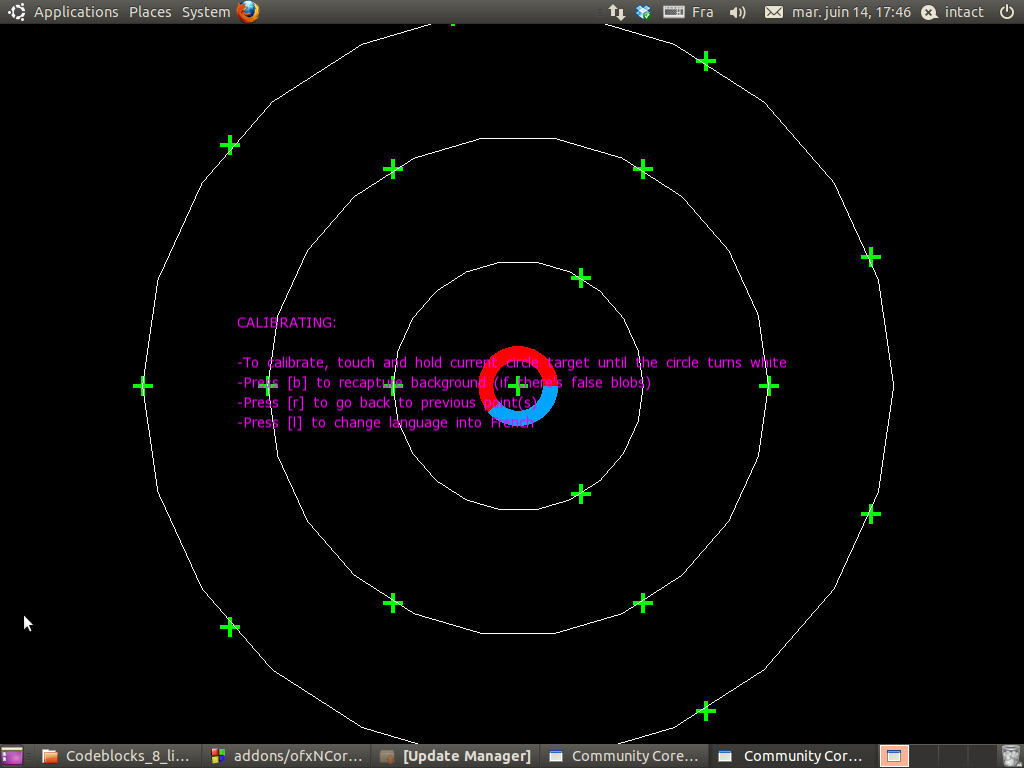 Applications Places System Fra mar. juin 14, 17:46 intact
CALIBRATING:
-To calibrate, touch and hold current circle target until the circle turns white
-Press [b] to recapture background (if there's false blobs)
-Press [r] to go back to previous point(s)
-Press [l] to change language into French
Codeblocks_8_li... addons/ofxNCor... [Update Manager] Community Core... Community Cor...